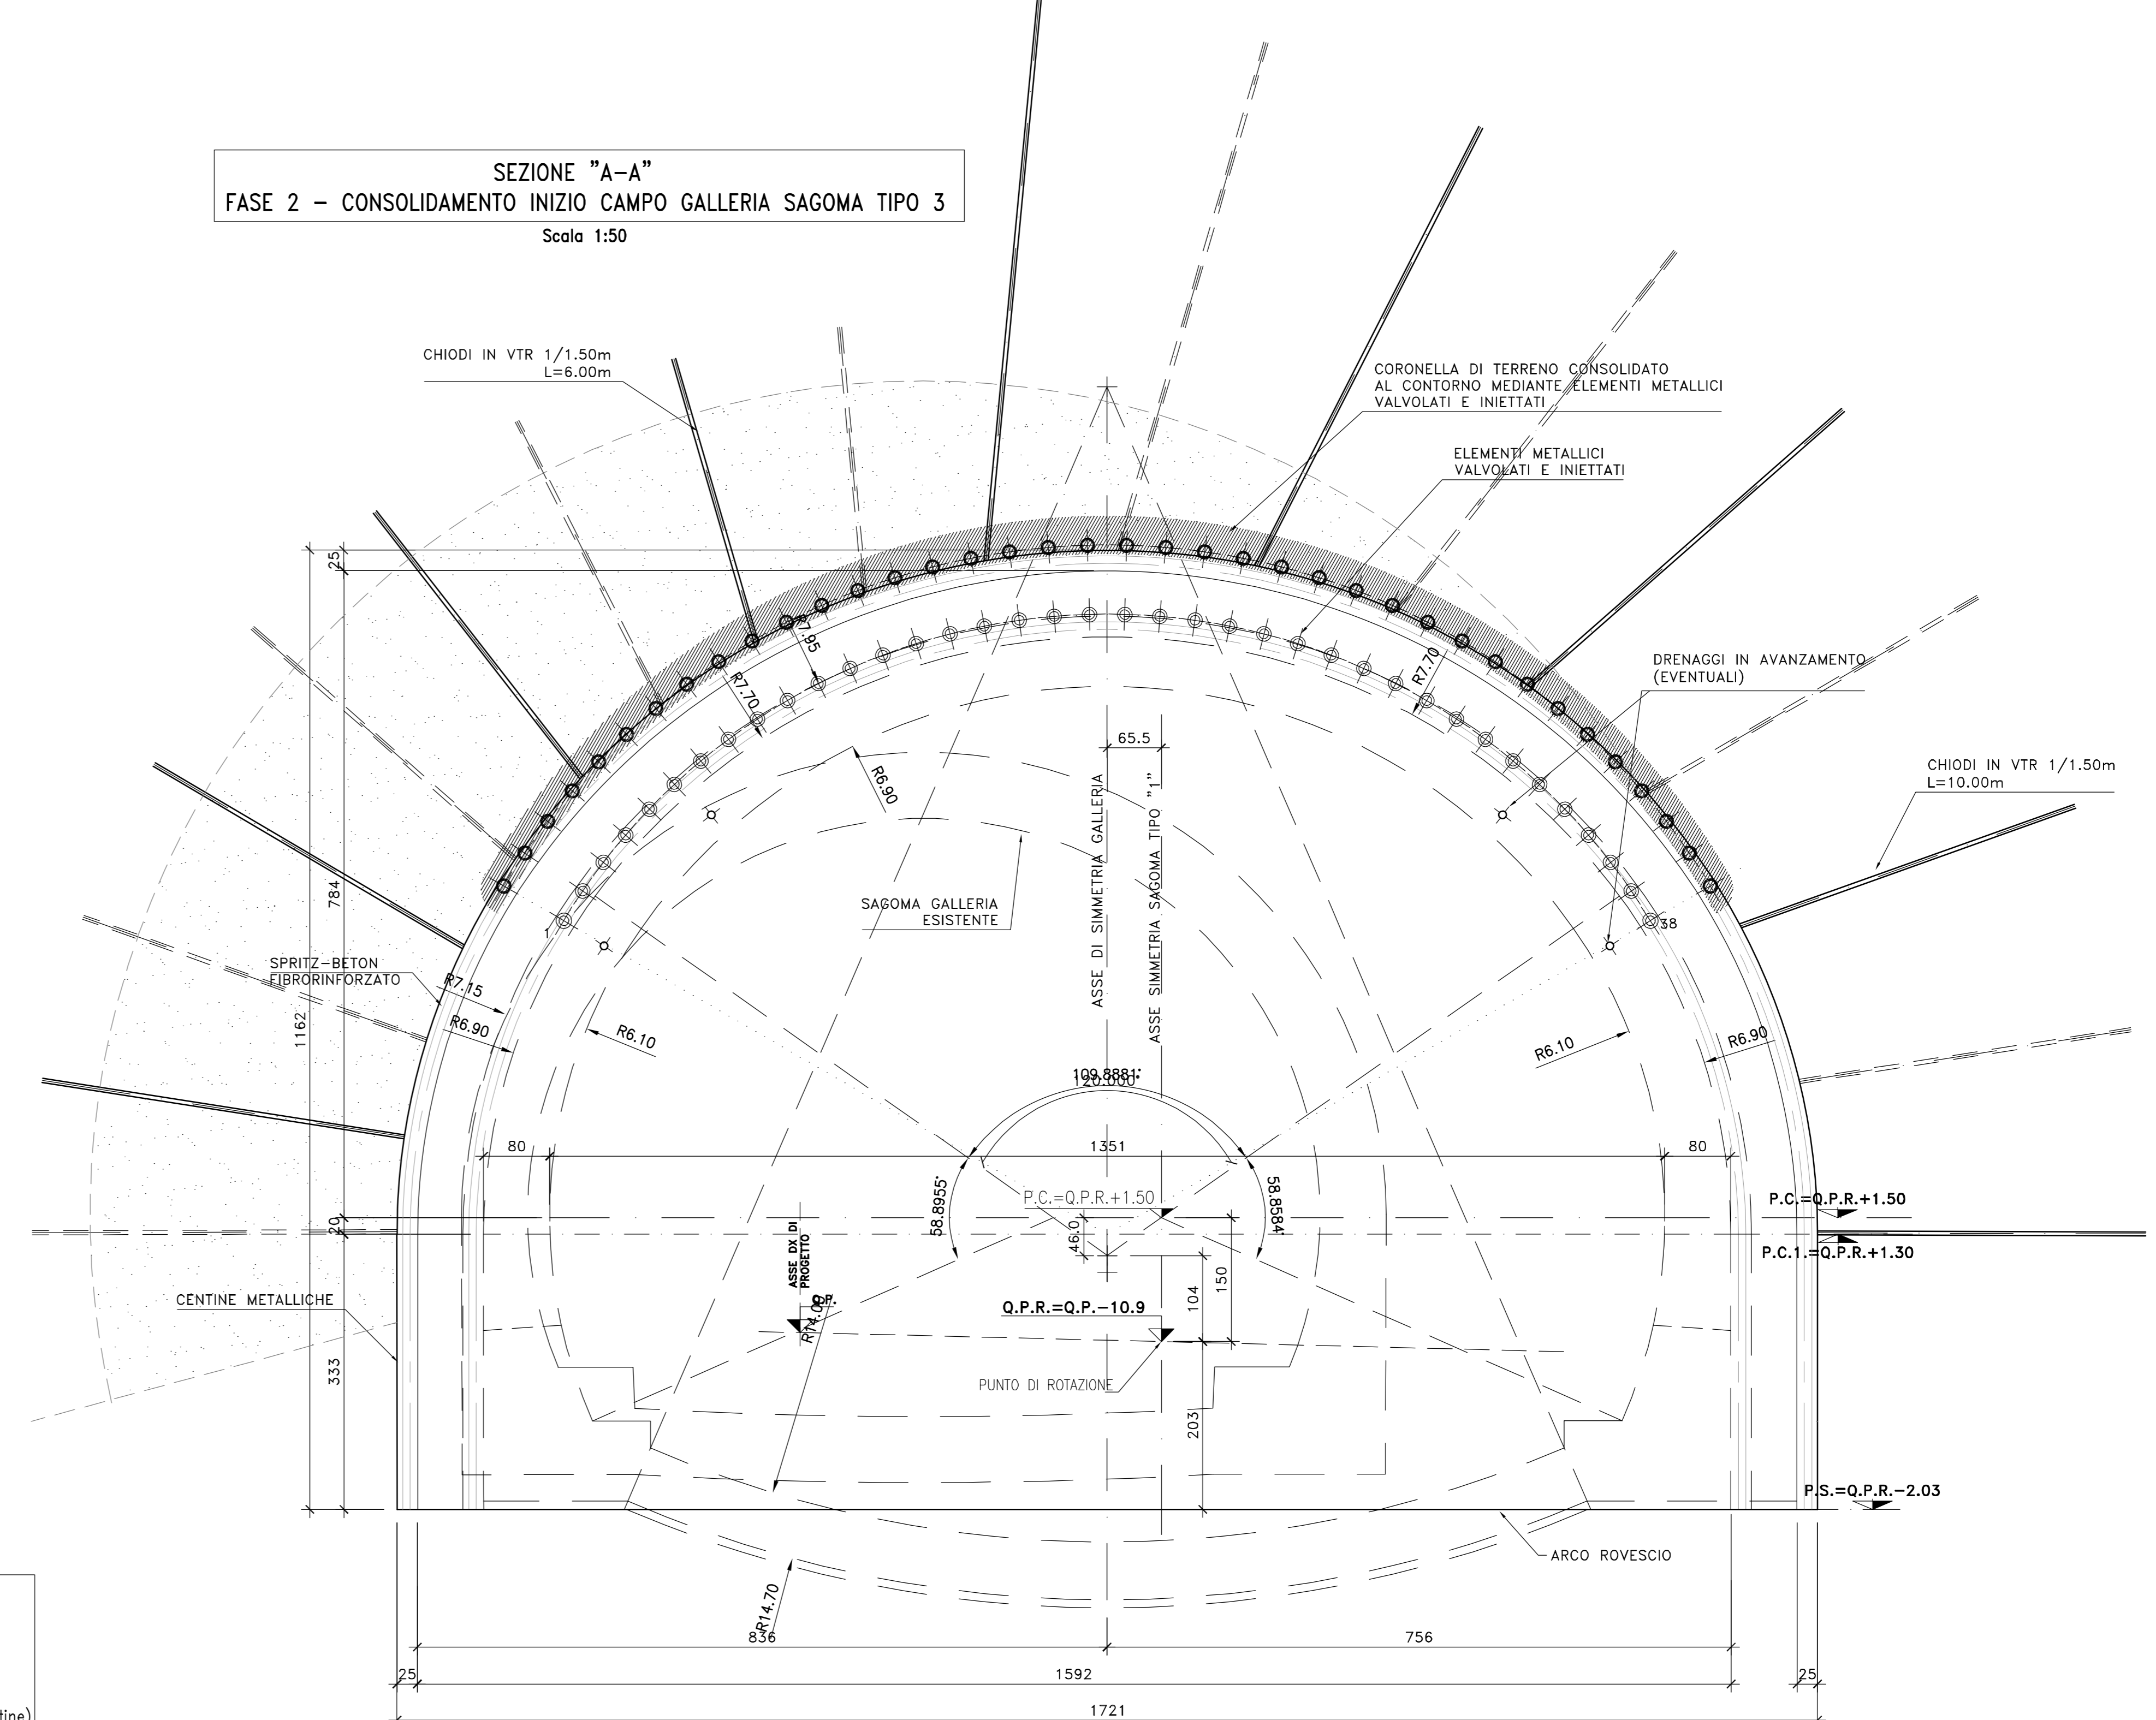 SEZIONE "A–A"
FASE 2 – CONSOLIDAMENTO INIZIO CAMPO GALLERIA SAGOMA TIPO 3
Scala 1:50
CHIODI IN VTR 1/1.50m
L=6.00m
CORONELLA DI TERRENO CONSOLIDATO
AL CONTORNO MEDIANTE ELEMENTI METALLICI
VALVOLATI E INIETTATI
ELEMENTI METALLICI
VALVOLATI E INIETTATI
DRENAGGI IN AVANZAMENTO
(EVENTUALI)
CHIODI IN VTR 1/1.50m
L=10.00m
25
784
1162
20
333
R7.95
R7.70
R7.70
65.5
R6.90
ASSE DI SIMMETRIA GALLERIA
ASSE SIMMETRIA SAGOMA TIPO "1"
SAGOMA GALLERIA
ESISTENTE
1
38
SPRITZ–BETON
FIBRORINFORZATO
R7.15
R6.90
R6.10
R6.10
R6.90
109.8881°
120.000°
80
1351
80
58.8955°
58.8584°
P.C.=Q.P.R.+1.50
46.0
P.C.=Q.P.R.+1.50
P.C.1.=Q.P.R.+1.30
ASSE DX DI
PROGETTO
Q.P.
R14.00
Q.P.R.=Q.P.–10.9
104
150
203
PUNTO DI ROTAZIONE
CENTINE METALLICHE
P.S.=Q.P.R.–2.03
ARCO ROVESCIO
R14.70
836
756
25
1592
25
1721
tine)